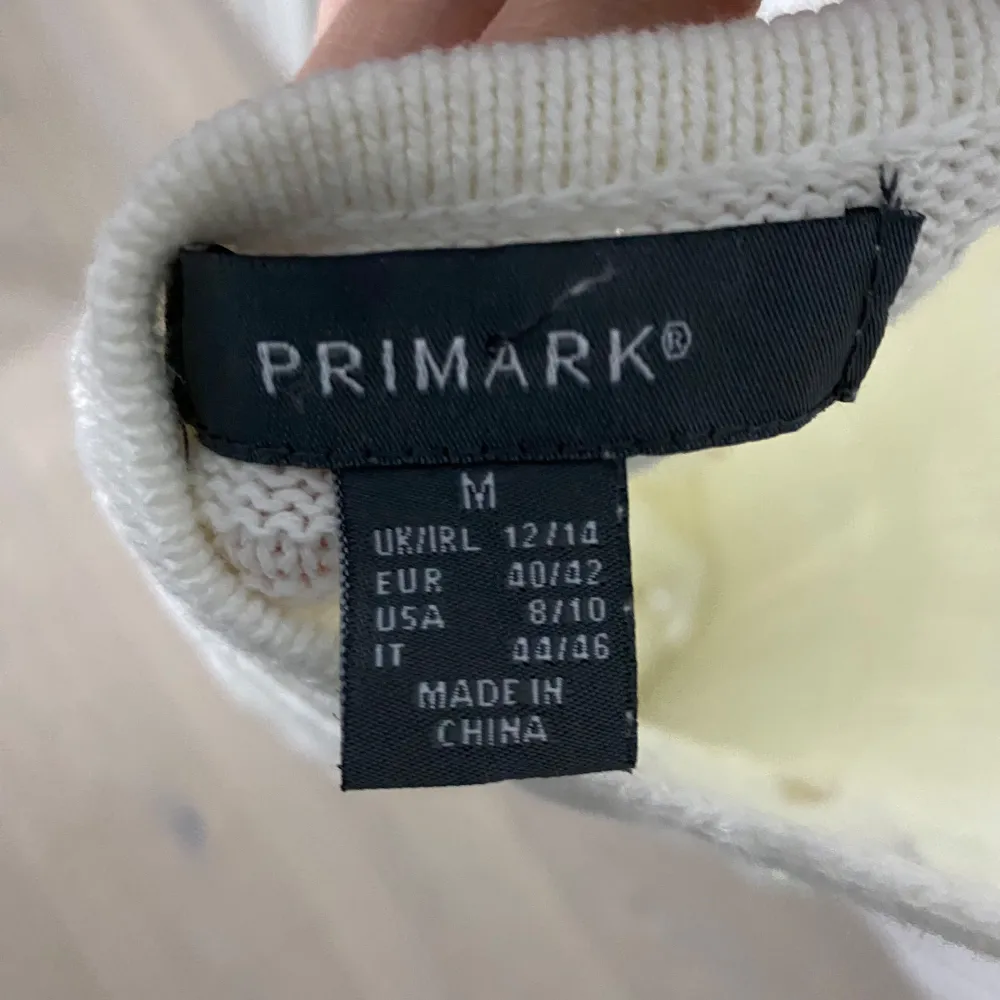 PRIMARK®
M
UK/IRL 12/14
EUR 40/42
USA 8/10
IT 44/46
MADE IN
CHINA